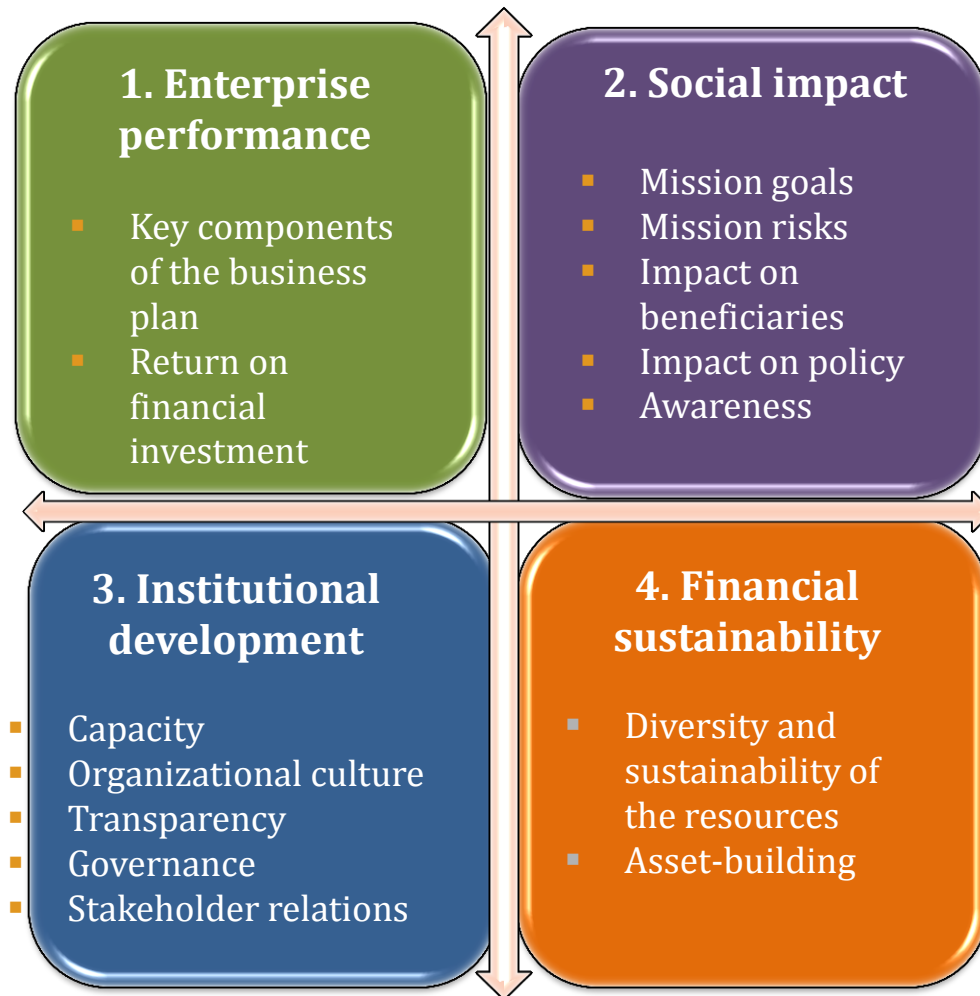 1. Enterprise
performance
Key components
of the business
plan
Return on
financial
investment
2. Social impact
Mission goals
Mission risks
Impact on
beneficiaries
Impact on policy
Awareness
3. Institutional
development
Capacity
Organizational culture
Transparency
Governance
Stakeholder relations
4. Financial
sustainability
Diversity and
sustainability of
the resources
Asset-building